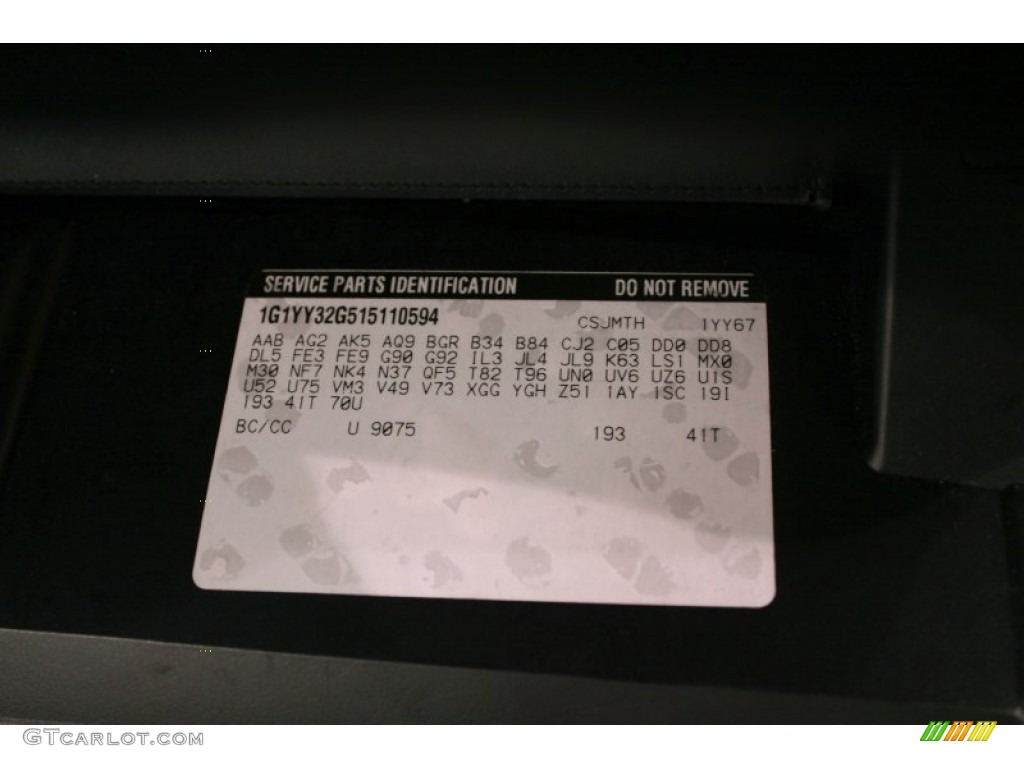 SERVICE PARTS IDENTIFICATION DO NOT REMOVE
1G1YY32G515110594 CSJMTH 1YY67
AAB AG2 AK5 AQ9 BGR B34 B84 CJ2 C05 DD0 DD8
DL5 FE3 FE9 G90 G92 IL3 JL4 JL9 K63 LS1 MX0
M30 NF7 NK4 N37 QF5 T82 T96 UN0 UV6 UZ6 U1S
U52 U75 VM3 V49 V73 XGG YGH Z51 1AY 1SC 19I
193 41T 70U
BC/CC U 9075 193 41T
GTCARLOT.COM